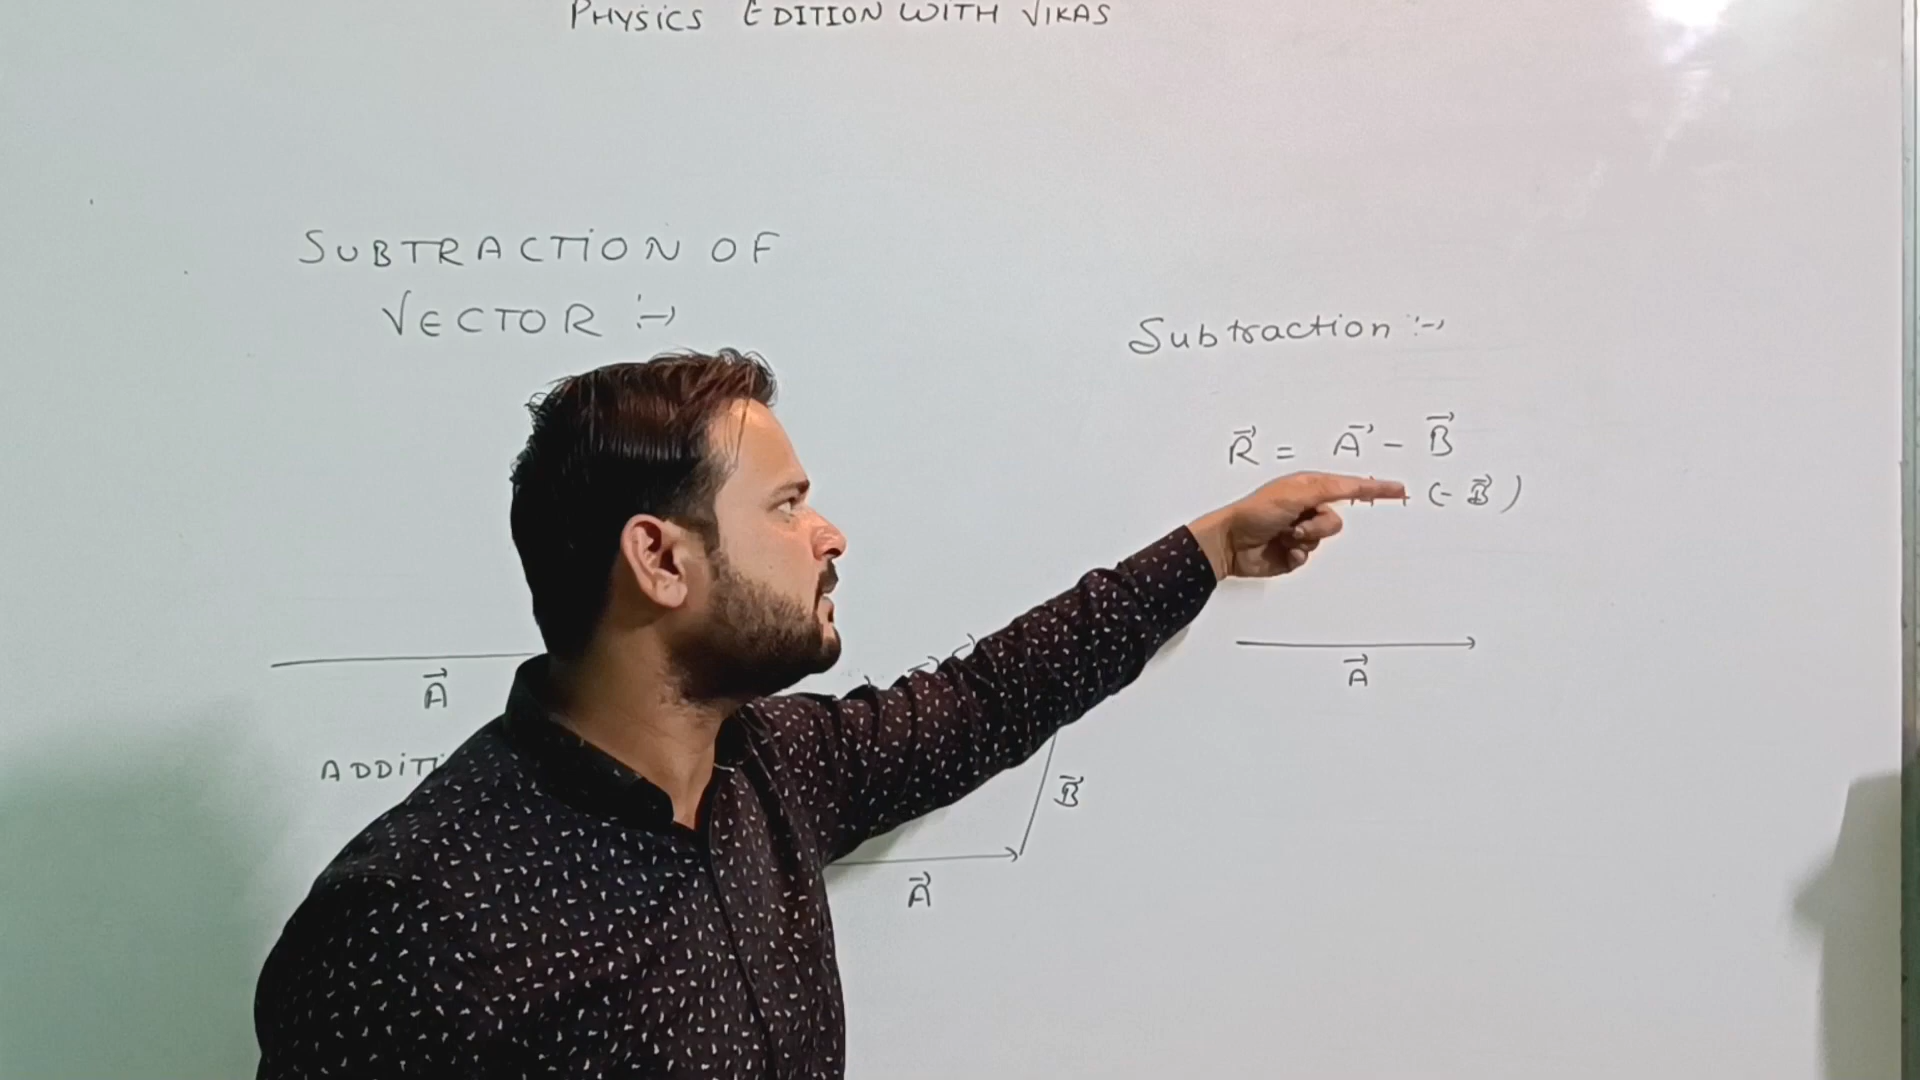 PHYSICS EDITION WITH VIKAS
SUBTRACTION OF
VECTOR :-
A⃗
Subtraction :-
R⃗ = A⃗ - B⃗
(- B⃗ )
A⃗
B⃗
A⃗